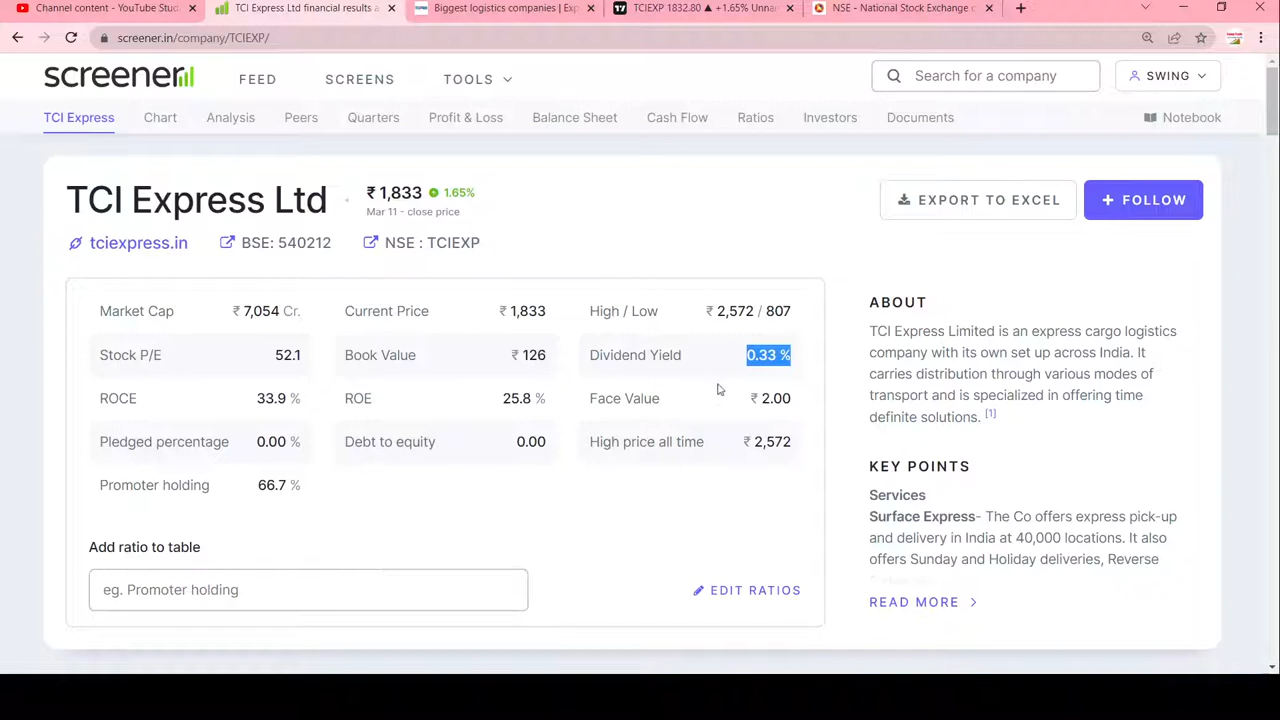 Channel content - YouTube Stud
TCI Express Ltd financial results a
Biggest logistics companies | Exp
TCIEXP 1832.80 ▲ +1.65% Unna
NSE - National Stock Exchange o
screener.in/company/TCIEXP/
screener
FEED
SCREENS
TOOLS
Search for a company
SWING
TCI Express
Chart
Analysis
Peers
Quarters
Profit & Loss
Balance Sheet
Cash Flow
Ratios
Investors
Documents
Notebook
TCI Express Ltd
₹ 1,833 1.65%
Mar 11 - close price
EXPORT TO EXCEL
+ FOLLOW
tciexpress.in
BSE: 540212
NSE : TCIEXP
Market Cap ₹ 7,054 Cr.
Current Price ₹ 1,833
High / Low ₹ 2,572 / 807
Stock P/E 52.1
Book Value ₹ 126
Dividend Yield 0.33 %
ROCE 33.9 %
ROE 25.8 %
Face Value ₹ 2.00
Pledged percentage 0.00 %
Debt to equity 0.00
High price all time ₹ 2,572
Promoter holding 66.7 %
Add ratio to table
eg. Promoter holding
EDIT RATIOS
ABOUT
TCI Express Limited is an express cargo logistics
company with its own set up across India. It
carries distribution through various modes of
transport and is specialized in offering time
definite solutions. [1]
KEY POINTS
Services
Surface Express- The Co offers express pick-up
and delivery in India at 40,000 locations. It also
offers Sunday and Holiday deliveries, Reverse
READ MORE >